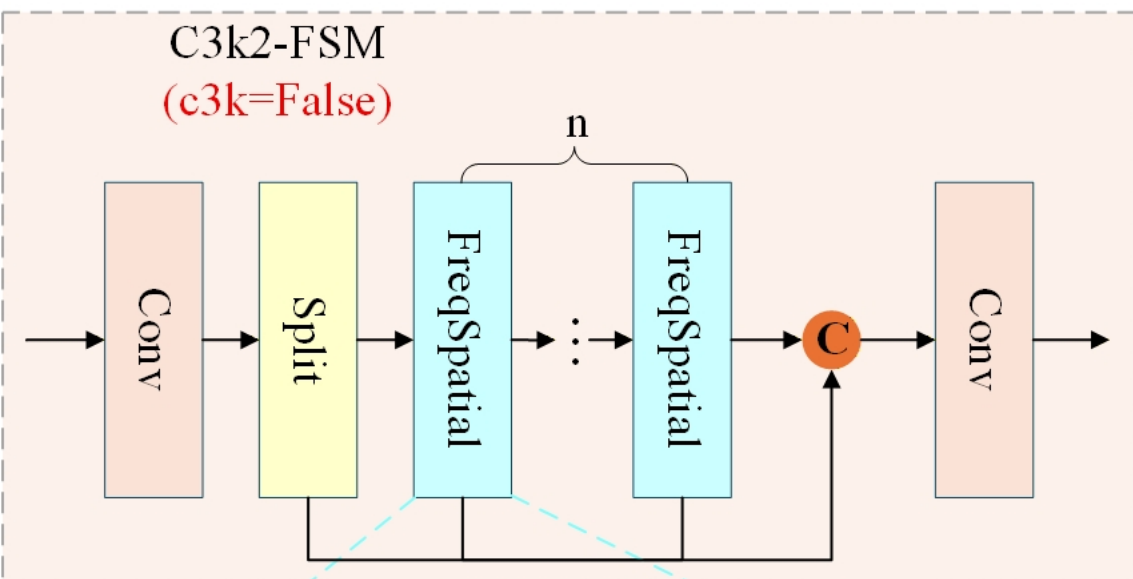 C3k2-FSM
(c3k=False)
n
Conv
Split
FreqSpatial
FreqSpatial
C
Conv